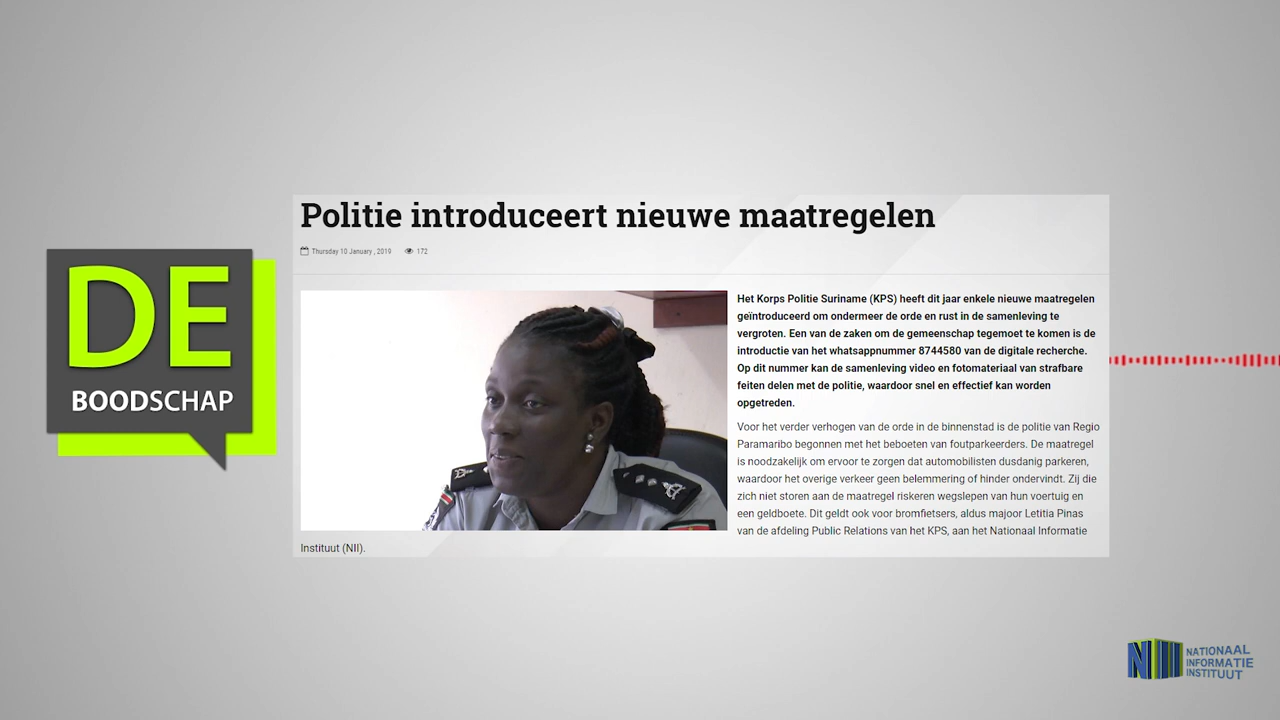 DE
BOODSCHAP
Politie introduceert nieuwe maatregelen
Thursday 10 January , 2019 172
Het Korps Politie Suriname (KPS) heeft dit jaar enkele nieuwe maatregelen
geïntroduceerd om ondermeer de orde en rust in de samenleving te
vergroten. Een van de zaken om de gemeenschap tegemoet te komen is de
introductie van het whatsappnummer 8744580 van de digitale recherche.
Op dit nummer kan de samenleving video en fotomateriaal van strafbare
feiten delen met de politie, waardoor snel en effectief kan worden
opgetreden.
Voor het verder verhogen van de orde in de binnenstad is de politie van Regio
Paramaribo begonnen met het beboeten van foutparkeerders. De maatregel
is noodzakelijk om ervoor te zorgen dat automobilisten dusdanig parkeren,
waardoor het overige verkeer geen belemmering of hinder ondervindt. Zij die
zich niet storen aan de maatregel riskeren wegslepen van hun voertuig en
een geldboete. Dit geldt ook voor bromfietsers, aldus majoor Letitia Pinas
van de afdeling Public Relations van het KPS, aan het Nationaal Informatie
Instituut (NII).
NII
NATIONAAL
INFORMATIE
INSTITUUT